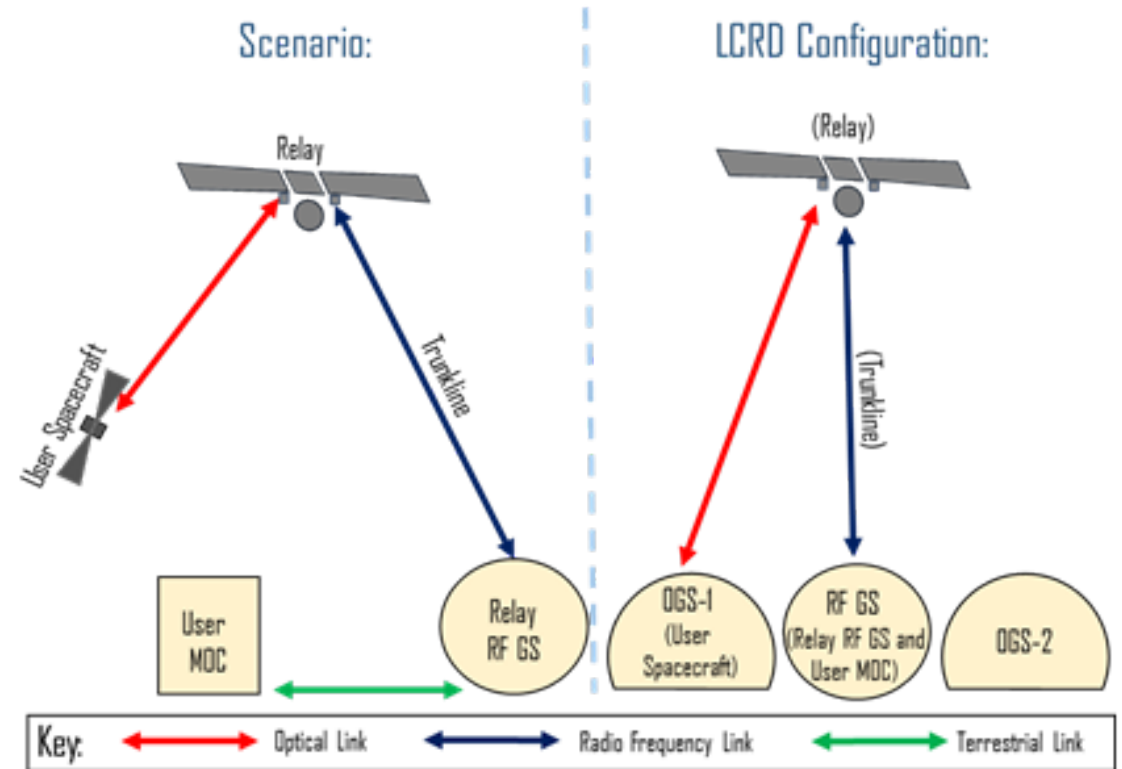 Scenario:
LCRD Configuration:
Relay
(Relay)
User Spacecraft
Trunkline
(Trunkline)
User
MOC
Relay
RF GS
OGS-1
(User
Spacecraft)
RF GS
(Relay RF GS and
User MOC)
OGS-2
Key:
Optical Link
Radio Frequency Link
Terrestrial Link